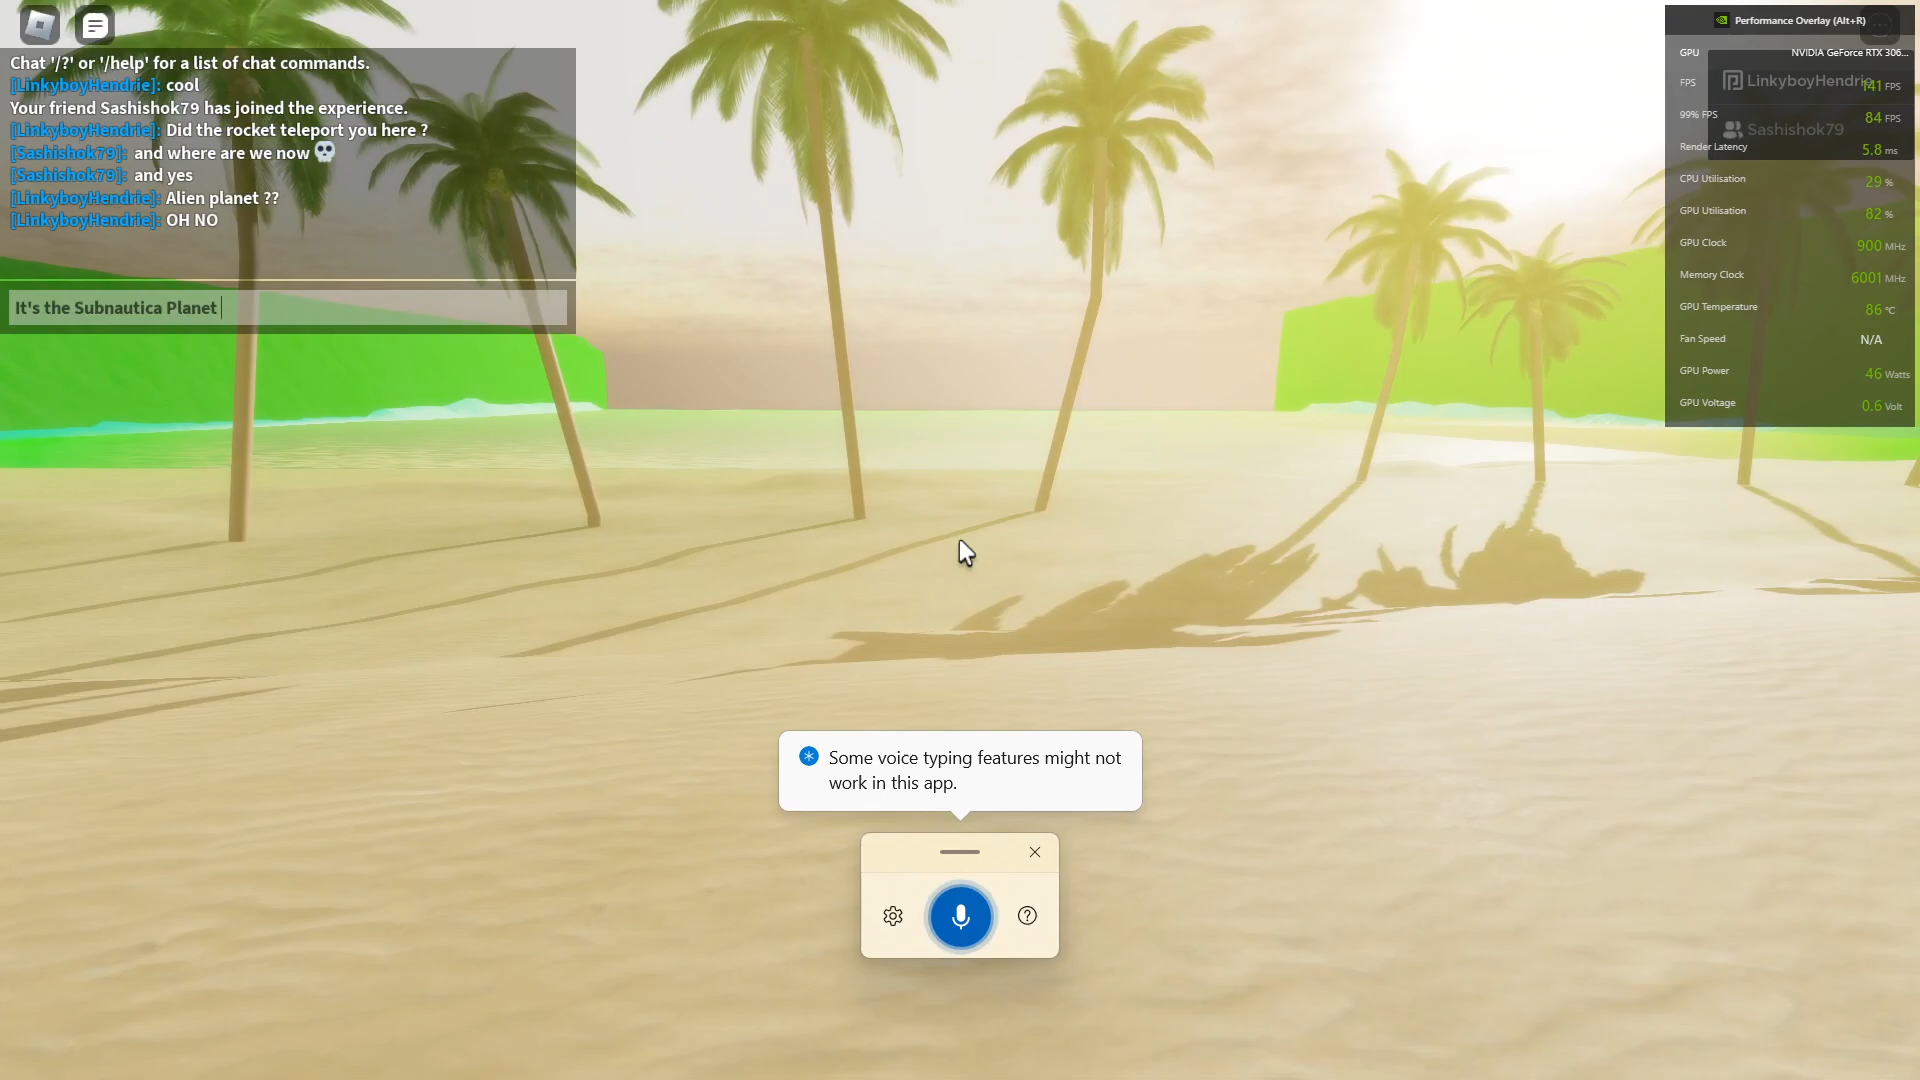 Chat '/?' or '/help' for a list of chat commands.
[LinkyboyHendrie]: cool
Your friend Sashishok79 has joined the experience.
[LinkyboyHendrie]: Did the rocket teleport you here ?
[Sashishok79]: and where are we now 💀
[Sashishok79]: and yes
[LinkyboyHendrie]: Alien planet ??
[LinkyboyHendrie]: OH NO
It's the Subnautica Planet
Performance Overlay (Alt+R)
GPU NVIDIA GeForce RTX 306...
LinkyboyHendrie
FPS 141 FPS
99% FPS 84 FPS
Sashishok79
Render Latency 5.8 ms
CPU Utilisation 29 %
GPU Utilisation 82 %
GPU Clock 900 MHz
Memory Clock 6001 MHz
GPU Temperature 86 °C
Fan Speed N/A
GPU Power 46 Watts
GPU Voltage 0.6 Volt
Some voice typing features might not
work in this app.